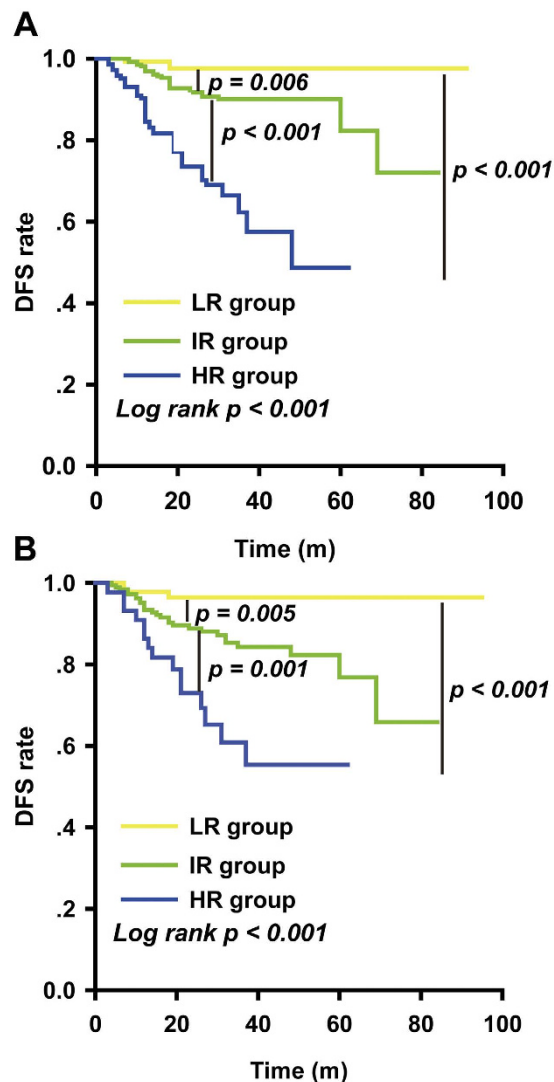 A
1.0
p = 0.006
.8
p < 0.001
p < 0.001
.6
DFS rate
LR group
.4
IR group
HR group
.2
Log rank p < 0.001
0.0
0 20 40 60 80 100
Time (m)
B
1.0
p = 0.005
.8
p = 0.001
p < 0.001
.6
DFS rate
LR group
.4
IR group
HR group
.2
Log rank p < 0.001
0.0
0 20 40 60 80 100
Time (m)